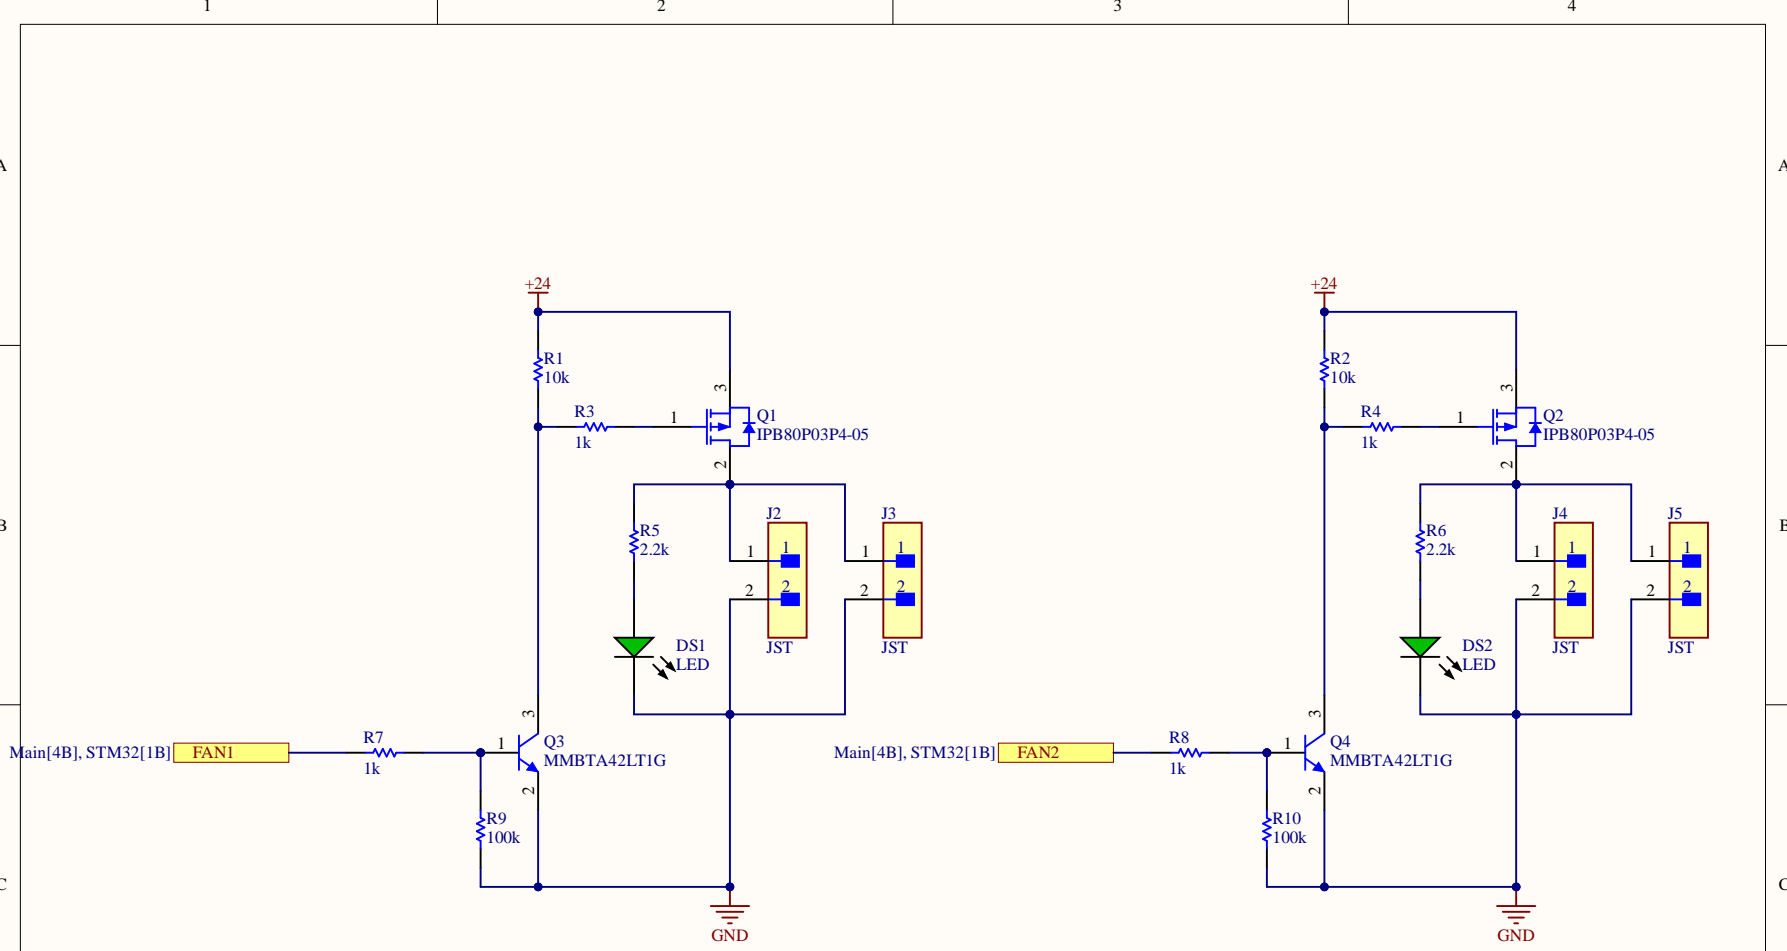 1 2 3 4
A A
+24 +24
R1 R2
10k 10k
3 3
R3 1 Q1 R4 1 Q2
1k IPB80P03P4-05 1k IPB80P03P4-05
2 2
J2 J3 J4 J5
B B
R5 R6
2.2k 2.2k
1 1 1 1 1 1 1 1
2 2 2 2 2 2 2 2
DS1 JST JST DS2 JST JST
LED LED
3 3
R7 1 Q3 R8 1 Q4
Main[4B], STM32[1B] FAN1 MMBTA42LT1G Main[4B], STM32[1B] FAN2 MMBTA42LT1G
1k 1k
2 2
R9 R10
100k 100k
C C
GND GND